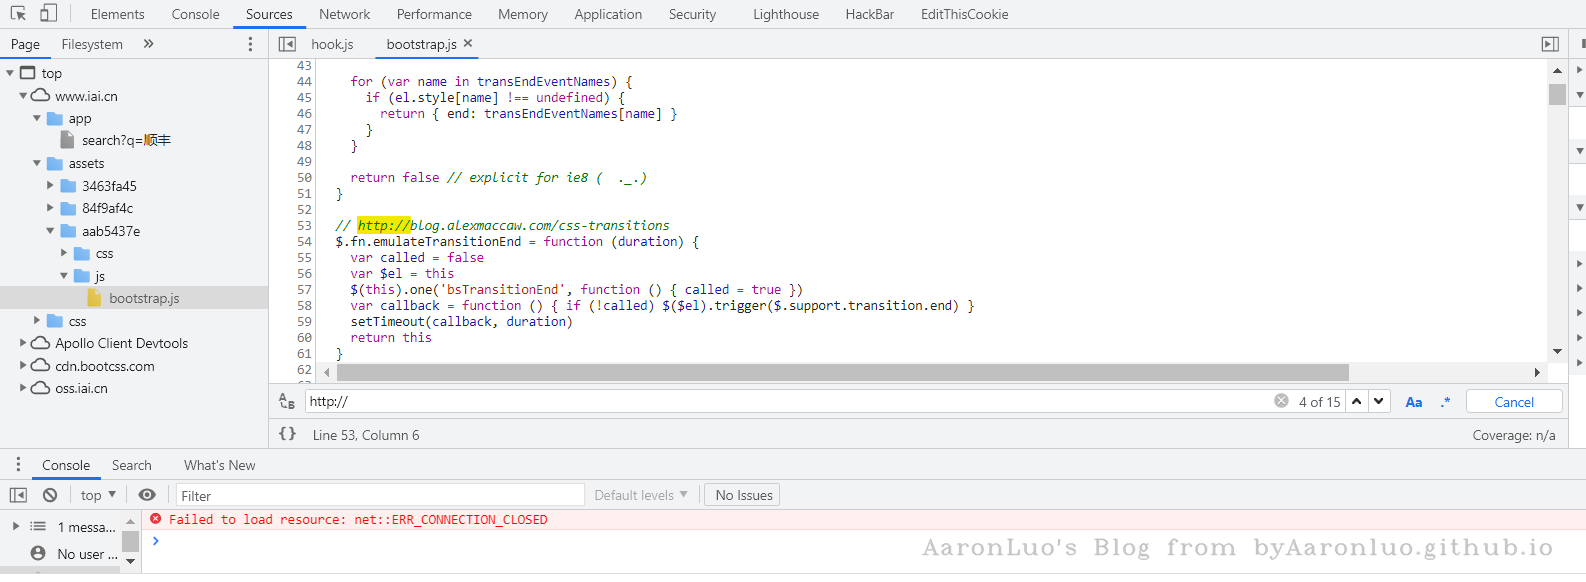 Elements Console Sources Network Performance Memory Application Security Lighthouse HackBar EditThisCookie
Page Filesystem »
hook.js bootstrap.js ×
top
www.iai.cn
app
search?q=顺丰
assets
3463fa45
84f9af4c
aab5437e
css
js
bootstrap.js
css
Apollo Client Devtools
cdn.bootcss.com
oss.iai.cn
43
44 for (var name in transEndEventNames) {
45 if (el.style[name] !== undefined) {
46 return { end: transEndEventNames[name] }
47 }
48 }
49
50 return false // explicit for ie8 (  ._.)
51 }
52
53 // http://blog.alexmaccaw.com/css-transitions
54 $.fn.emulateTransitionEnd = function (duration) {
55 var called = false
56 var $el = this
57 $(this).one('bsTransitionEnd', function () { called = true })
58 var callback = function () { if (!called) $($el).trigger($.support.transition.end) }
59 setTimeout(callback, duration)
60 return this
61 }
62
http:// 4 of 15 Aa .* Cancel
{} Line 53, Column 6 Coverage: n/a
Console Search What's New
top Filter Default levels No Issues
1 messa...
No user ...
Failed to load resource: net::ERR_CONNECTION_CLOSED
AaronLuo's Blog from byAaronluo.github.io